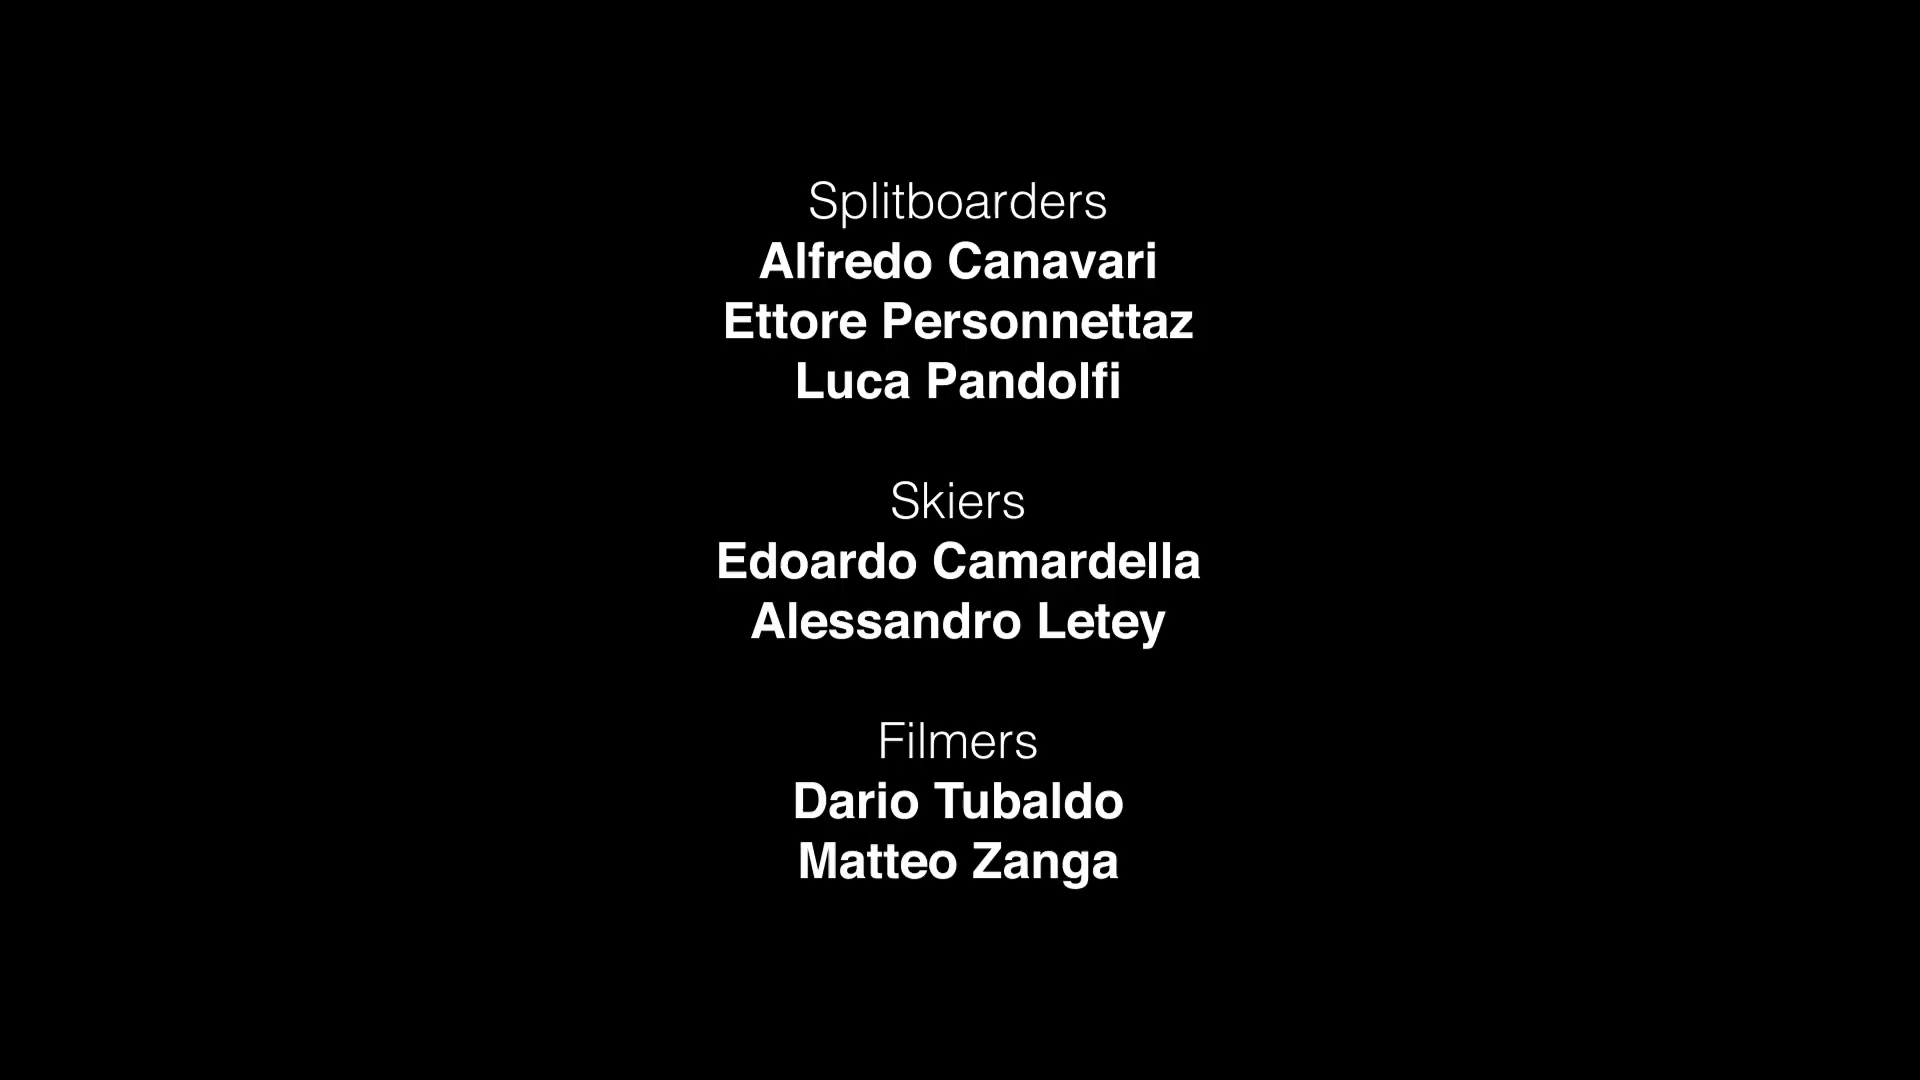 Splitboarders
Alfredo Canavari
Ettore Personnettaz
Luca Pandolfi
Skiers
Edoardo Camardella
Alessandro Letey
Filmers
Dario Tubaldo
Matteo Zanga